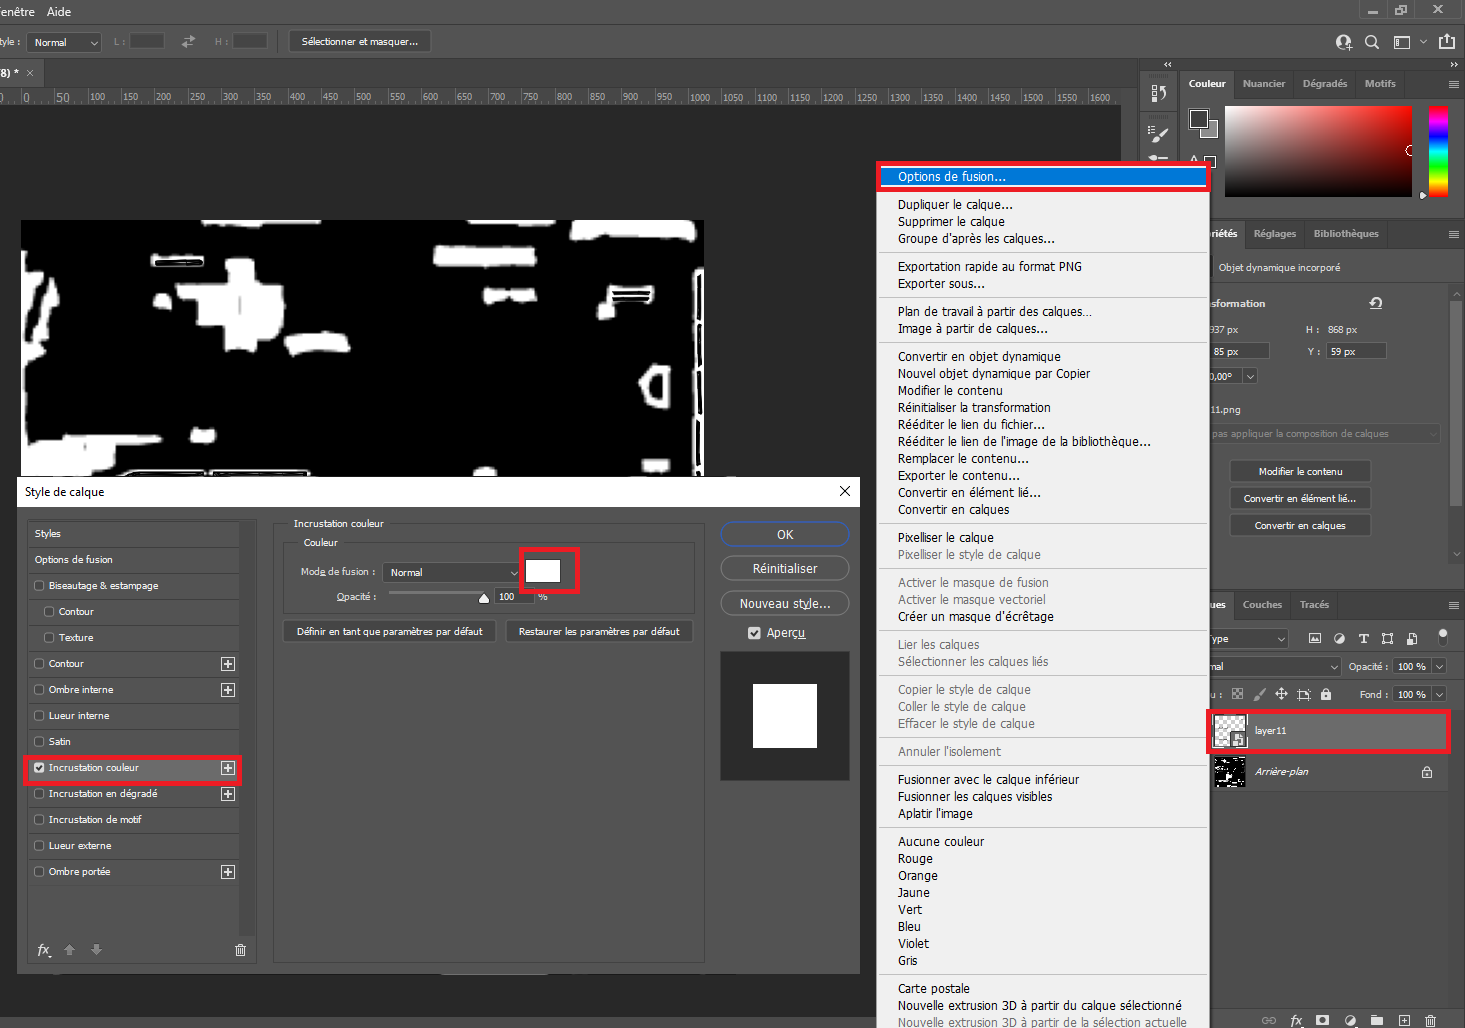 Fenêtre Aide
tyle : Normal L : H : Sélectionner et masquer...
/8) *
0 50 100 150 200 250 300 350 400 450 500 550 600 650 700 750 800 850 900 950 1000 1050 1100 1150 1200 1250 1300 1350 1400 1450 1500 1550 1600
Couleur Nuancier Dégradés Motifs
Options de fusion...
Dupliquer le calque...
Supprimer le calque
Groupe d'après les calques...
Exportation rapide au format PNG
Exporter sous...
Plan de travail à partir des calques...
Image à partir de calques...
Convertir en objet dynamique
Nouvel objet dynamique par Copier
Modifier le contenu
Réinitialiser la transformation
Rééditer le lien du fichier...
Rééditer le lien de l'image de la bibliothèque...
Remplacer le contenu...
Exporter le contenu...
Convertir en élément lié...
Convertir en calques
Pixelliser le calque
Pixelliser le style de calque
Activer le masque de fusion
Activer le masque vectoriel
Créer un masque d'écrêtage
Lier les calques
Sélectionner les calques liés
Copier le style de calque
Coller le style de calque
Effacer le style de calque
Annuler l'isolement
Fusionner avec le calque inférieur
Fusionner les calques visibles
Aplatir l'image
Aucune couleur
Rouge
Orange
Jaune
Vert
Bleu
Violet
Gris
Carte postale
Nouvelle extrusion 3D à partir du calque sélectionné
Nouvelle extrusion 3D à partir de la sélection actuelle
riétés Réglages Bibliothèques
Objet dynamique incorporé
sformation
937 px H : 868 px
85 px Y : 59 px
0,00°
11.png
pas appliquer la composition de calques
Modifier le contenu
Convertir en élément lié...
Convertir en calques
ques Couches Tracés
Type
mal Opacité : 100 %
u : Fond : 100 %
layer11
Arrière-plan
Style de calque
Styles
Options de fusion
Biseautage & estampage
Contour
Texture
Contour
Ombre interne
Lueur interne
Satin
Incrustation couleur
Incrustation en dégradé
Incrustation de motif
Lueur externe
Ombre portée
fx
Incrustation couleur
Couleur
Mode de fusion : Normal
Opacité : 100 %
Définir en tant que paramètres par défaut Restaurer les paramètres par défaut
OK
Réinitialiser
Nouveau style...
Aperçu
fx